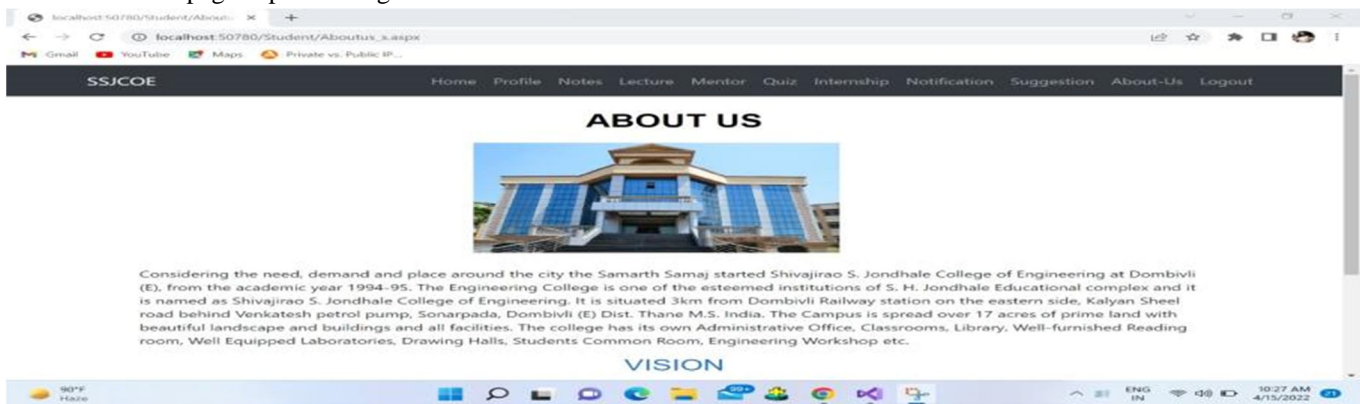 localhost:50780/Student/Aboutu
localhost:50780/Student/Aboutus_s.aspx
Gmail YouTube Maps Private vs. Public IP...
SSJCOE Home Profile Notes Lecture Mentor Quiz Internship Notification Suggestion About-Us Logout
ABOUT US
Considering the need, demand and place around the city the Samarth Samaj started Shivajirao S. Jondhale College of Engineering at Dombivli
(E), from the academic year 1994-95. The Engineering College is one of the esteemed institutions of S. H. Jondhale Educational complex and it
is named as Shivajirao S. Jondhale College of Engineering. It is situated 3km from Dombivli Railway station on the eastern side, Kalyan Sheel
road behind Venkatesh petrol pump, Sonarpada, Dombivli (E) Dist. Thane M.S. India. The Campus is spread over 17 acres of prime land with
beautiful landscape and buildings and all facilities. The college has its own Administrative Office, Classrooms, Library, Well-furnished Reading
room, Well Equipped Laboratories, Drawing Halls, Students Common Room, Engineering Workshop etc.
VISION
90°F
Haze
99+
ENG
IN
10:27 AM
4/15/2022